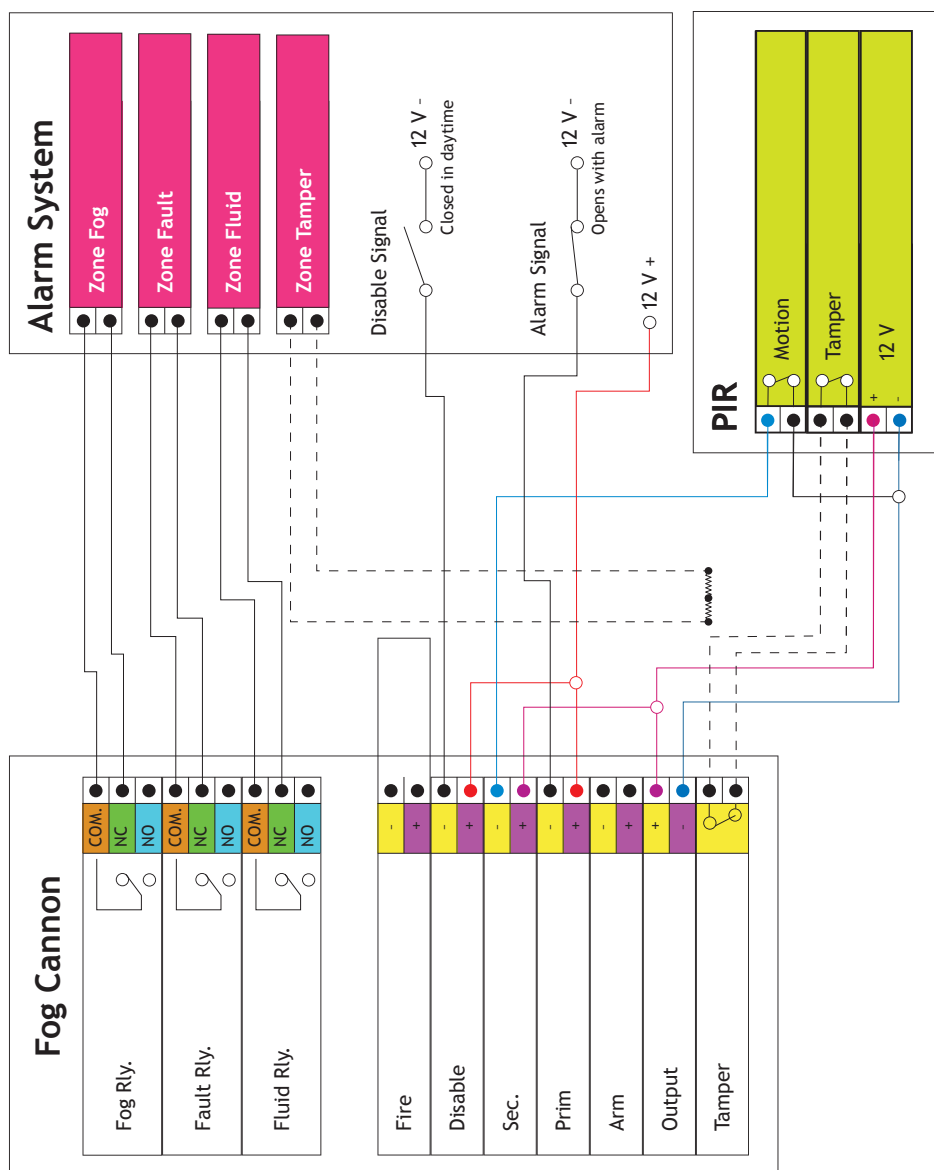 Alarm System
Zone Fog
Zone Fault
Zone Fluid
Zone Tamper
Disable Signal
12 V -
Closed in daytime
Alarm Signal
12 V -
Opens with alarm
12 V +
PIR
Motion
Tamper
12 V
+
-
Fog Cannon
COM.
NC
NO
COM.
NC
NO
COM.
NC
NO
-
+
-
+
-
+
-
+
-
+
+
-
Fog Rly.
Fault Rly.
Fluid Rly.
Fire
Disable
Sec.
Prim
Arm
Output
Tamper